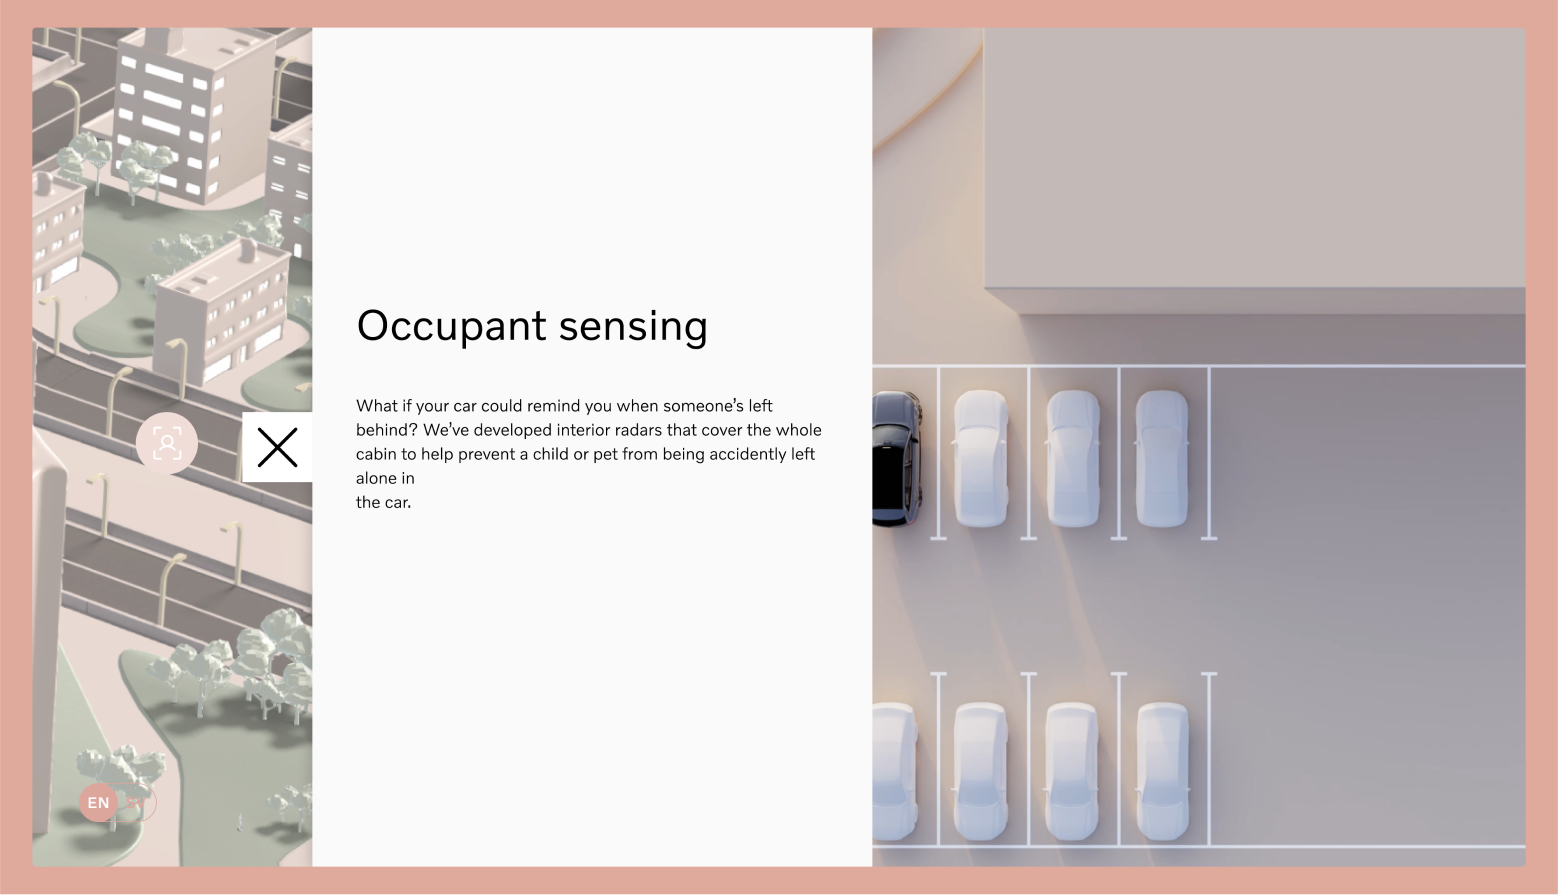 Occupant sensing
What if your car could remind you when someone’s left
behind? We’ve developed interior radars that cover the whole
cabin to help prevent a child or pet from being accidently left
alone in
the car.
EN